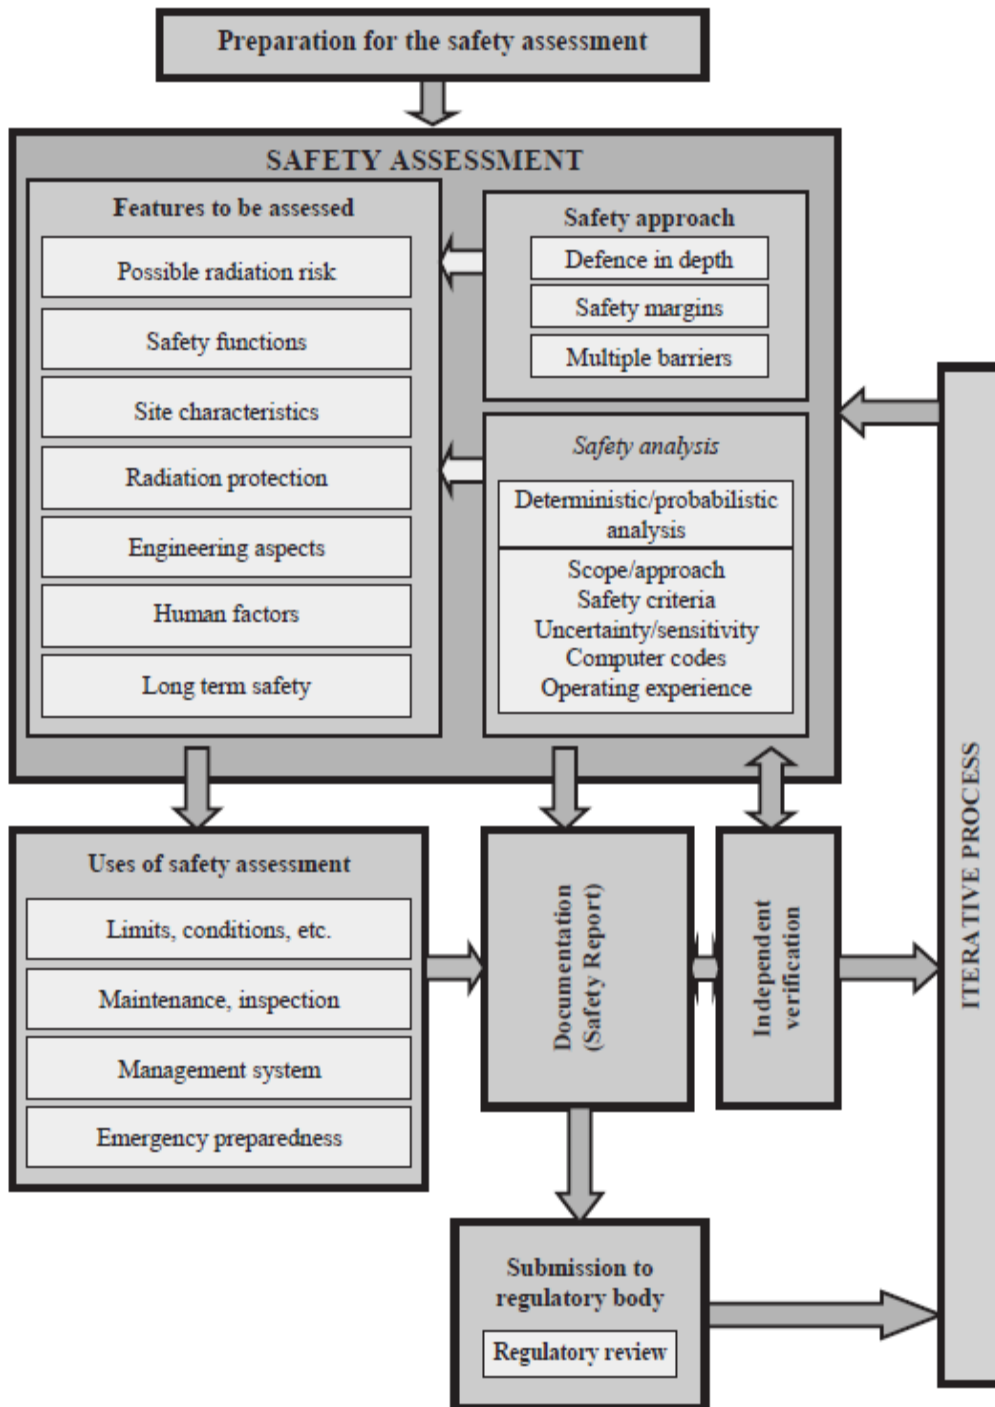 Preparation for the safety assessment
SAFETY ASSESSMENT
Features to be assessed
Possible radiation risk
Safety functions
Site characteristics
Radiation protection
Engineering aspects
Human factors
Long term safety
Safety approach
Defence in depth
Safety margins
Multiple barriers
Safety analysis
Deterministic/probabilistic
analysis
Scope/approach
Safety criteria
Uncertainty/sensitivity
Computer codes
Operating experience
Uses of safety assessment
Limits, conditions, etc.
Maintenance, inspection
Management system
Emergency preparedness
Documentation
(Safety Report)
Independent
verification
ITERATIVE PROCESS
Submission to
regulatory body
Regulatory review